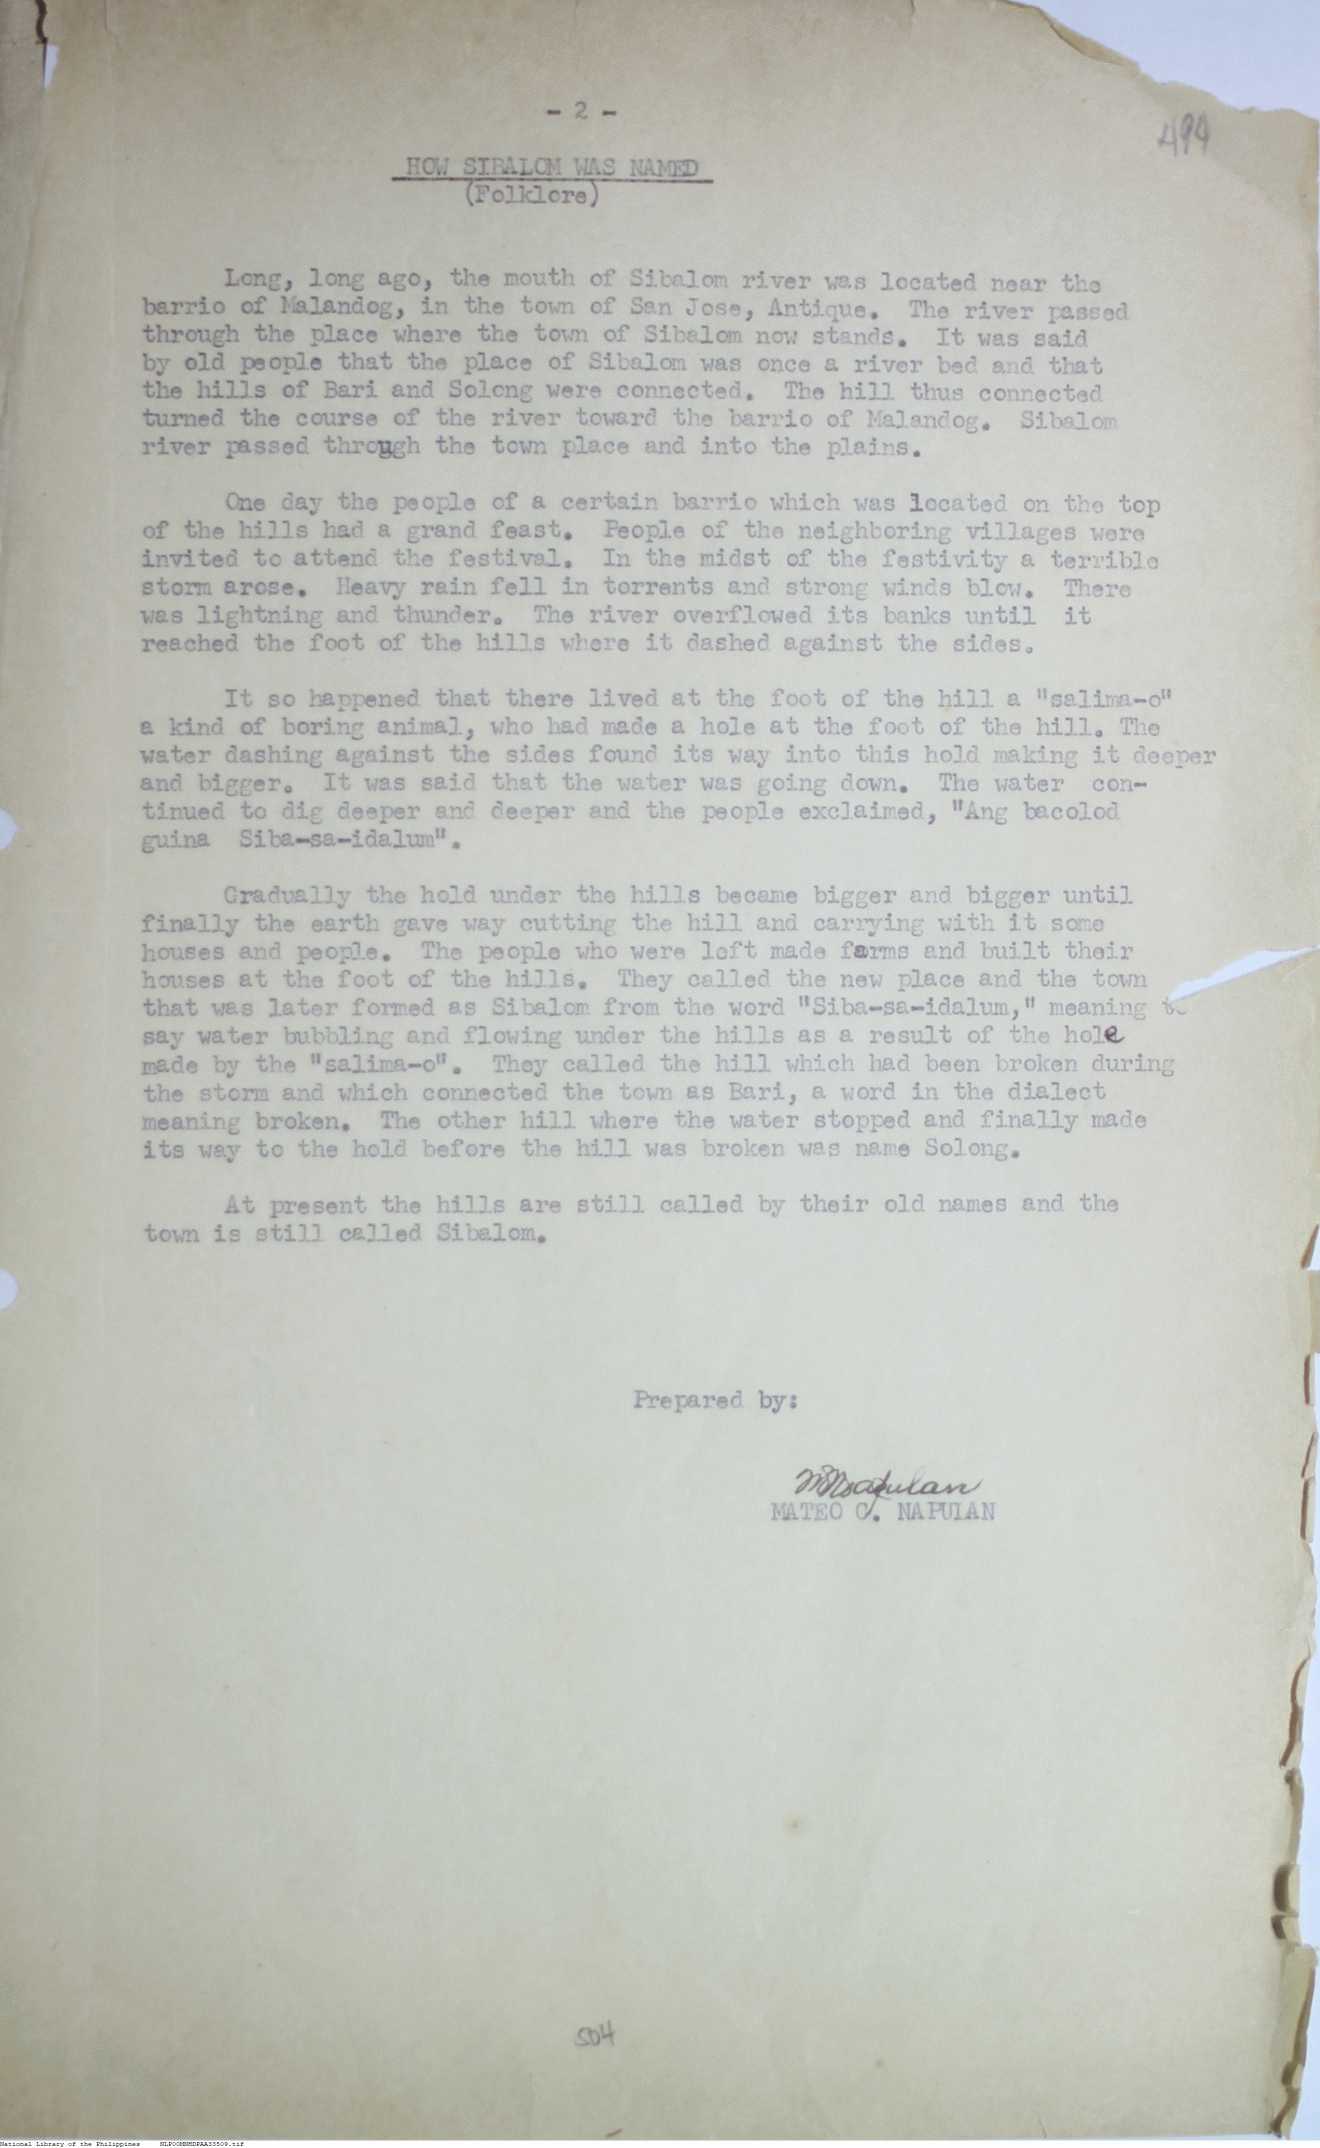 - 2 -
494
HOW SIBALOM WAS NAMED
(Folklore)
Long, long ago, the mouth of Sibalom river was located near the
barrio of Malandog, in the town of San Jose, Antique. The river passed
through the place where the town of Sibalom now stands. It was said
by old people that the place of Sibalom was once a river bed and that
the hills of Bari and Solong were connected. The hill thus connected
turned the course of the river toward the barrio of Malandog. Sibalom
river passed through the town place and into the plains.
One day the people of a certain barrio which was located on the top
of the hills had a grand feast. People of the neighboring villages were
invited to attend the festival. In the midst of the festivity a terrible
storm arose. Heavy rain fell in torrents and strong winds blow. There
was lightning and thunder. The river overflowed its banks until it
reached the foot of the hills where it dashed against the sides.
It so happened that there lived at the foot of the hill a "salima-o"
a kind of boring animal, who had made a hole at the foot of the hill. The
water dashing against the sides found its way into this hold making it deeper
and bigger. It was said that the water was going down. The water con-
tinued to dig deeper and deeper and the people exclaimed, "Ang bacolod
guina Siba-sa-idalum".
Gradually the hold under the hills became bigger and bigger until
finally the earth gave way cutting the hill and carrying with it some
houses and people. The people who were left made farms and built their
houses at the foot of the hills. They called the new place and the town
that was later formed as Sibalom from the word "Siba-sa-idalum," meaning to
say water bubbling and flowing under the hills as a result of the hole
made by the "salima-o". They called the hill which had been broken during
the storm and which connected the town as Bari, a word in the dialect
meaning broken. The other hill where the water stopped and finally made
its way to the hold before the hill was broken was name Solong.
At present the hills are still called by their old names and the
town is still called Sibalom.
Prepared by:
MATEO C. NAPULAN
504
National Library of the Philippines NLP00MNMDPAA33509.tif